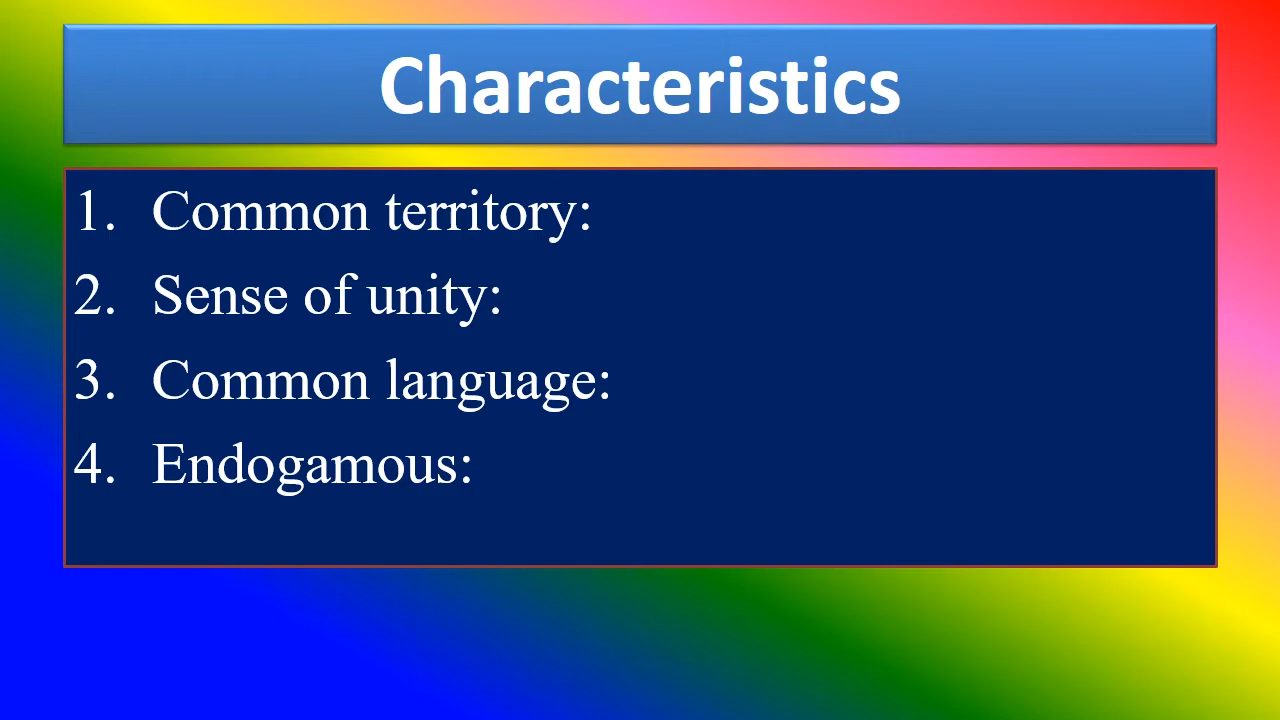 Characteristics
1. Common territory:
2. Sense of unity:
3. Common language:
4. Endogamous: